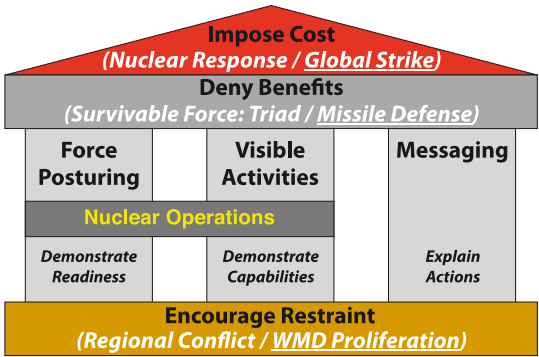 Impose Cost
(Nuclear Response / Global Strike)
Deny Benefits
(Survivable Force: Triad / Missile Defense)
Force
Posturing
Visible
Activities
Messaging
Nuclear Operations
Demonstrate
Readiness
Demonstrate
Capabilities
Explain
Actions
Encourage Restraint
(Regional Conflict / WMD Proliferation)